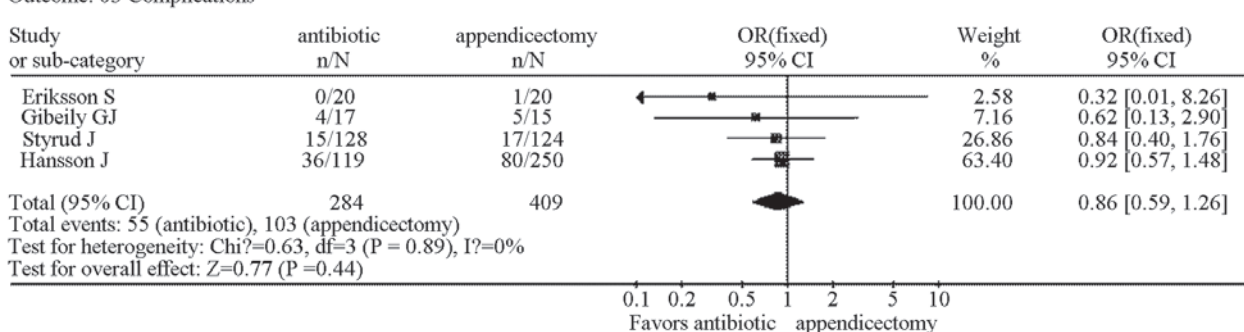 Outcome: 03 Complications
Study antibiotic appendicectomy OR(fixed) Weight OR(fixed)
or sub-category n/N n/N 95% CI % 95% CI
Eriksson S 0/20 1/20 2.58 0.32 [0.01, 8.26]
Gibeily GJ 4/17 5/15 7.16 0.62 [0.13, 2.90]
Styrud J 15/128 17/124 26.86 0.84 [0.40, 1.76]
Hansson J 36/119 80/250 63.40 0.92 [0.57, 1.48]
Total (95% CI) 284 409 100.00 0.86 [0.59, 1.26]
Total events: 55 (antibiotic), 103 (appendicectomy)
Test for heterogeneity: Chi?=0.63, df=3 (P = 0.89), I?=0%
Test for overall effect: Z=0.77 (P =0.44)
0.1 0.2 0.5 1 2 5 10
Favors antibiotic appendicectomy